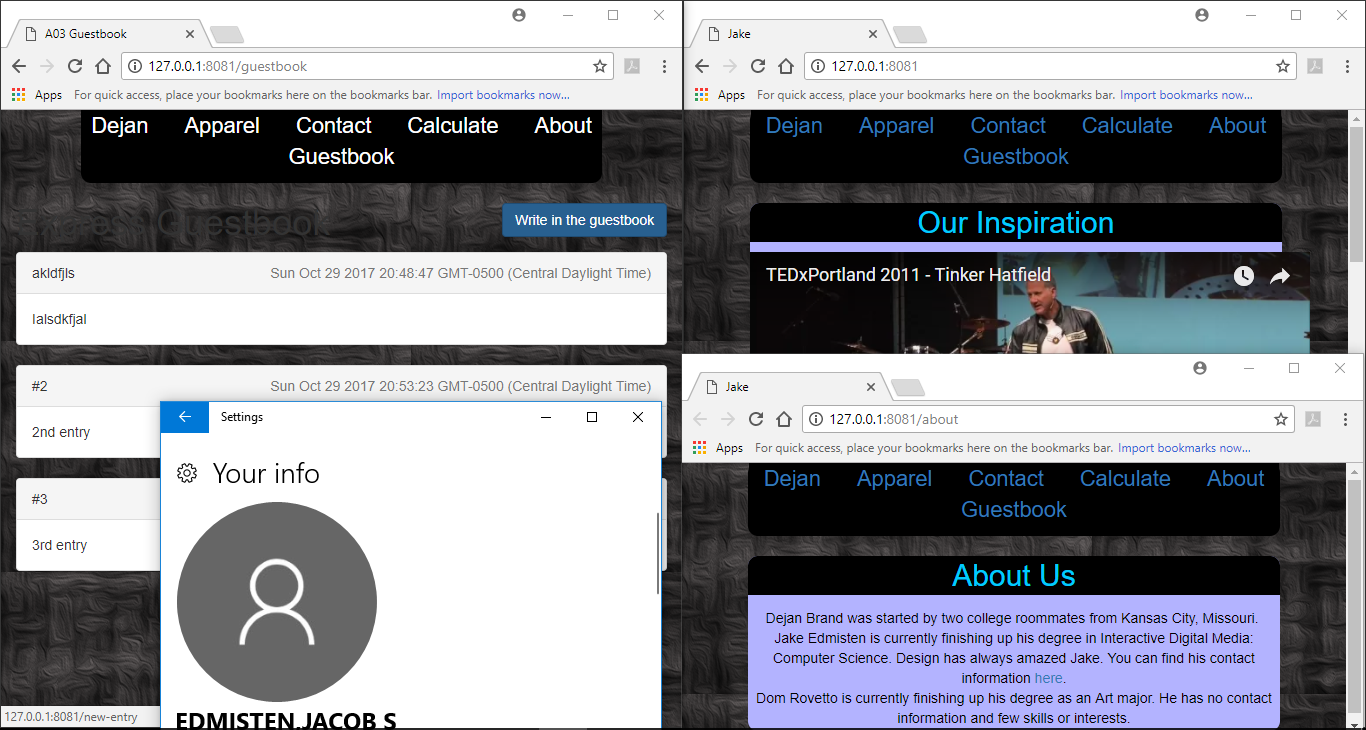 A03 Guestbook
127.0.0.1:8081/guestbook
Apps For quick access, place your bookmarks here on the bookmarks bar. Import bookmarks now...
Dejan Apparel Contact Calculate About
Guestbook
Guestbook
Write in the guestbook
akldfjls Sun Oct 29 2017 20:48:47 GMT-0500 (Central Daylight Time)
lalsdkfjal
#2 Sun Oct 29 2017 20:53:23 GMT-0500 (Central Daylight Time)
2nd entry
#3
3rd entry
127.0.0.1:8081/new-entry
Settings
Your info
EDMISTEN,JACOB S
Jake
127.0.0.1:8081
Apps For quick access, place your bookmarks here on the bookmarks bar. Import bookmarks now...
Dejan Apparel Contact Calculate About
Guestbook
Our Inspiration
TEDxPortland 2011 - Tinker Hatfield
Jake
127.0.0.1:8081/about
Apps For quick access, place your bookmarks here on the bookmarks bar. Import bookmarks now...
Dejan Apparel Contact Calculate About
Guestbook
About Us
Dejan Brand was started by two college roommates from Kansas City, Missouri.
Jake Edmisten is currently finishing up his degree in Interactive Digital Media:
Computer Science. Design has always amazed Jake. You can find his contact
information here.
Dom Rovetto is currently finishing up his degree as an Art major. He has no contact
information and few skills or interests.